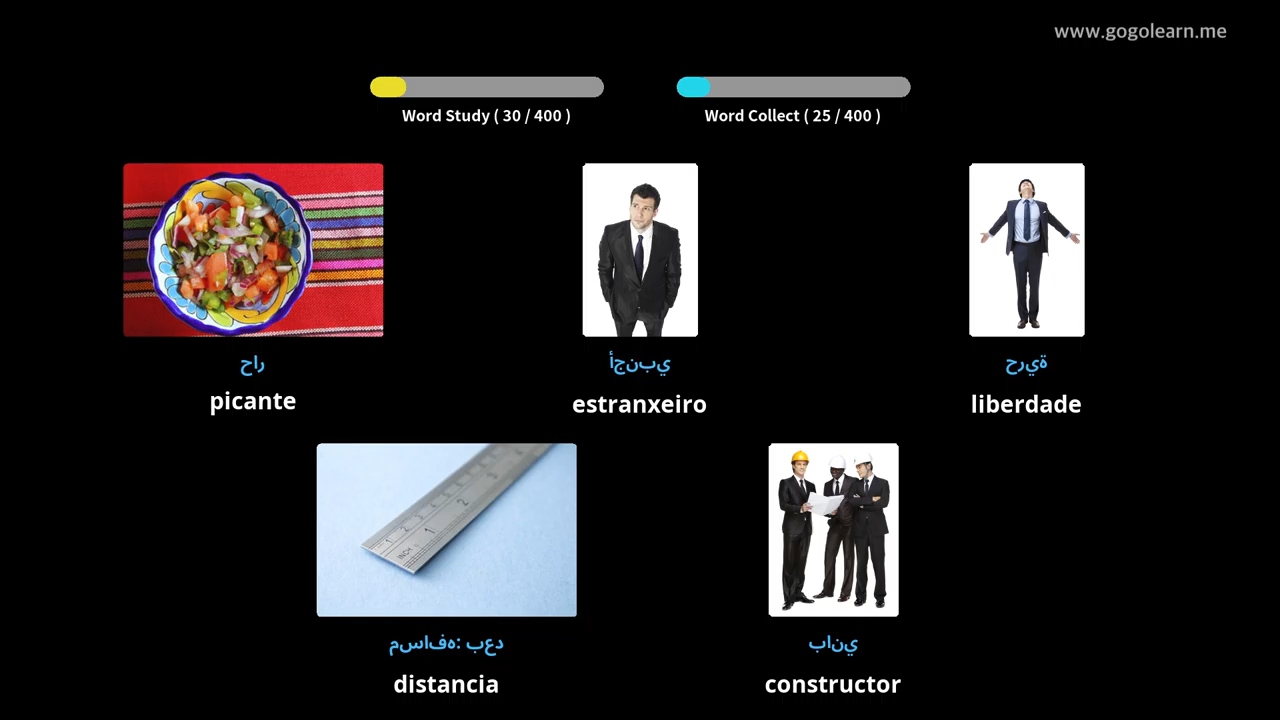 www.gogolearn.me
Word Study ( 30 / 400 )
Word Collect ( 25 / 400 )
حار
picante
أجنبي
estranxeiro
حرية
liberdade
مسافه: بعد
distancia
باني
constructor